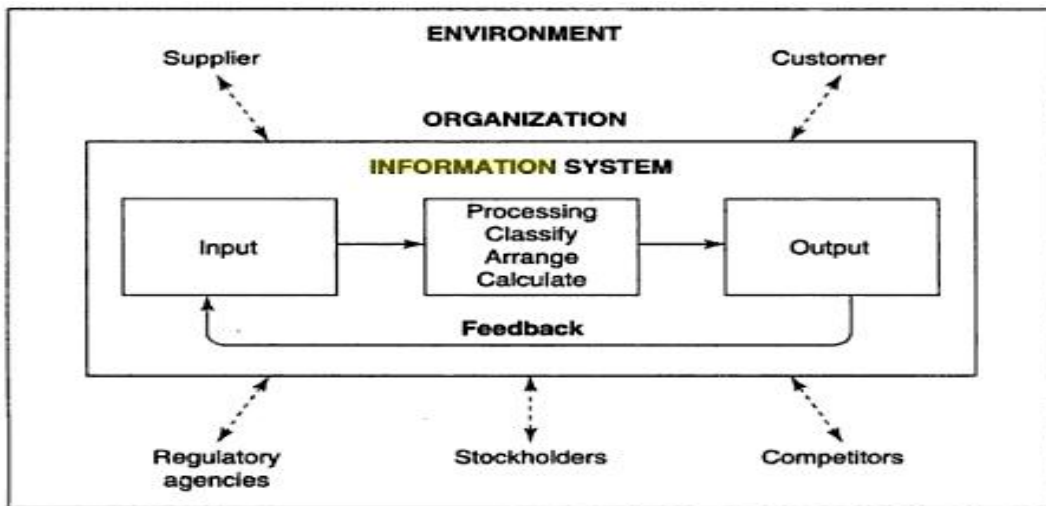 ENVIRONMENT
Supplier
Customer
ORGANIZATION
INFORMATION SYSTEM
Input
Processing
Classify
Arrange
Calculate
Output
Feedback
Regulatory
agencies
Stockholders
Competitors